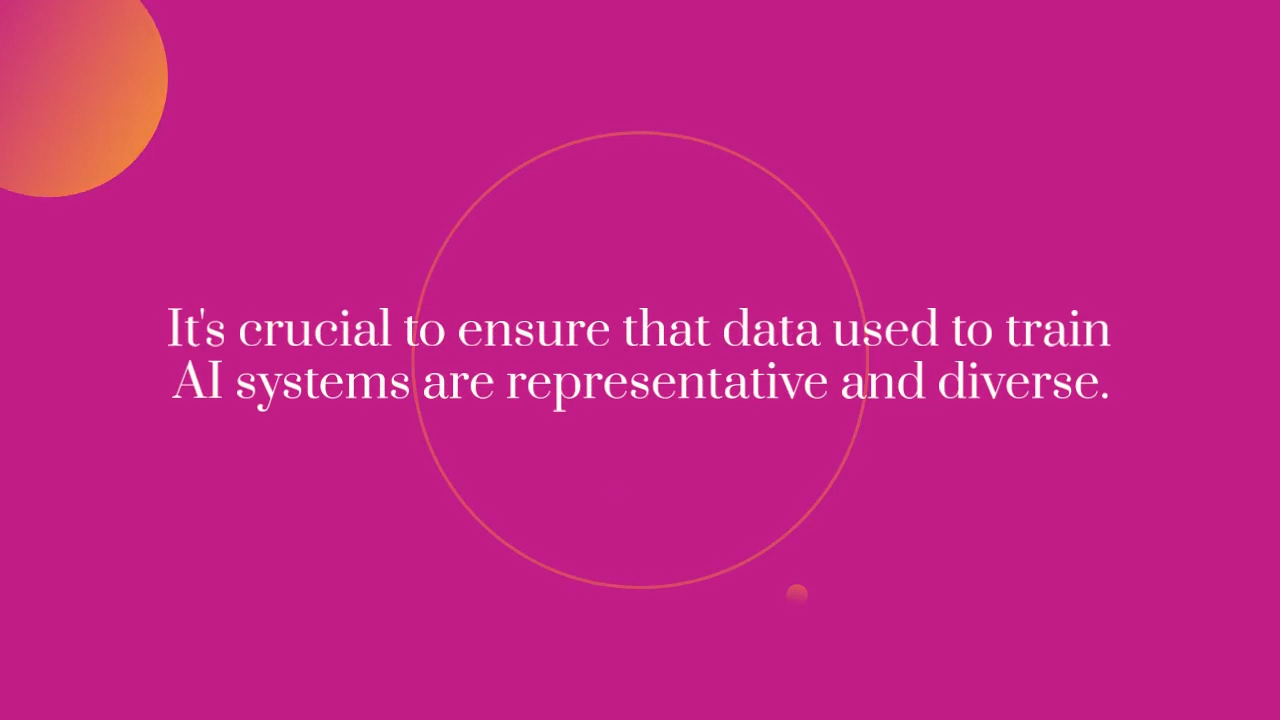 It's crucial to ensure that data used to train
AI systems are representative and diverse.